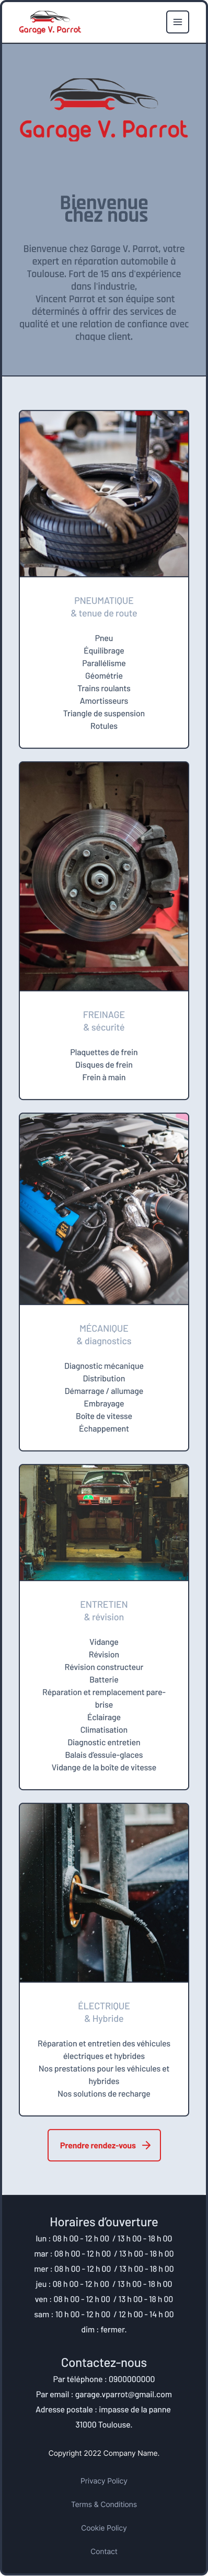 Garage V. Parrot
Garage V. Parrot
Bienvenue
chez nous
Bienvenue chez Garage V. Parrot, votre
expert en réparation automobile à
Toulouse. Fort de 15 ans d'expérience
dans l'industrie,
Vincent Parrot et son équipe sont
déterminés à offrir des services de
qualité et une relation de confiance avec
chaque client.
PNEUMATIQUE
& tenue de route
Pneu
Équilibrage
Parallélisme
Géométrie
Trains roulants
Amortisseurs
Triangle de suspension
Rotules
FREINAGE
& sécurité
Plaquettes de frein
Disques de frein
Frein à main
MÉCANIQUE
& diagnostics
Diagnostic mécanique
Distribution
Démarrage / allumage
Embrayage
Boîte de vitesse
Échappement
ENTRETIEN
& révision
Vidange
Révision
Révision constructeur
Batterie
Réparation et remplacement pare-
brise
Éclairage
Climatisation
Diagnostic entretien
Balais d'essuie-glaces
Vidange de la boîte de vitesse
ÉLECTRIQUE
& Hybride
Réparation et entretien des véhicules
électriques et hybrides
Nos prestations pour les véhicules et
hybrides
Nos solutions de recharge
Prendre rendez-vous
Horaires d'ouverture
lun : 08 h 00 - 12 h 00 / 13 h 00 - 18 h 00
mar : 08 h 00 - 12 h 00 / 13 h 00 - 18 h 00
mer : 08 h 00 - 12 h 00 / 13 h 00 - 18 h 00
jeu : 08 h 00 - 12 h 00 / 13 h 00 - 18 h 00
ven : 08 h 00 - 12 h 00 / 13 h 00 - 18 h 00
sam : 10 h 00 - 12 h 00 / 12 h 00 - 14 h 00
dim : fermer.
Contactez-nous
Par téléphone : 0900000000
Par email : garage.vparrot@gmail.com
Adresse postale : impasse de la panne
31000 Toulouse.
Copyright 2022 Company Name.
Privacy Policy
Terms & Conditions
Cookie Policy
Contact